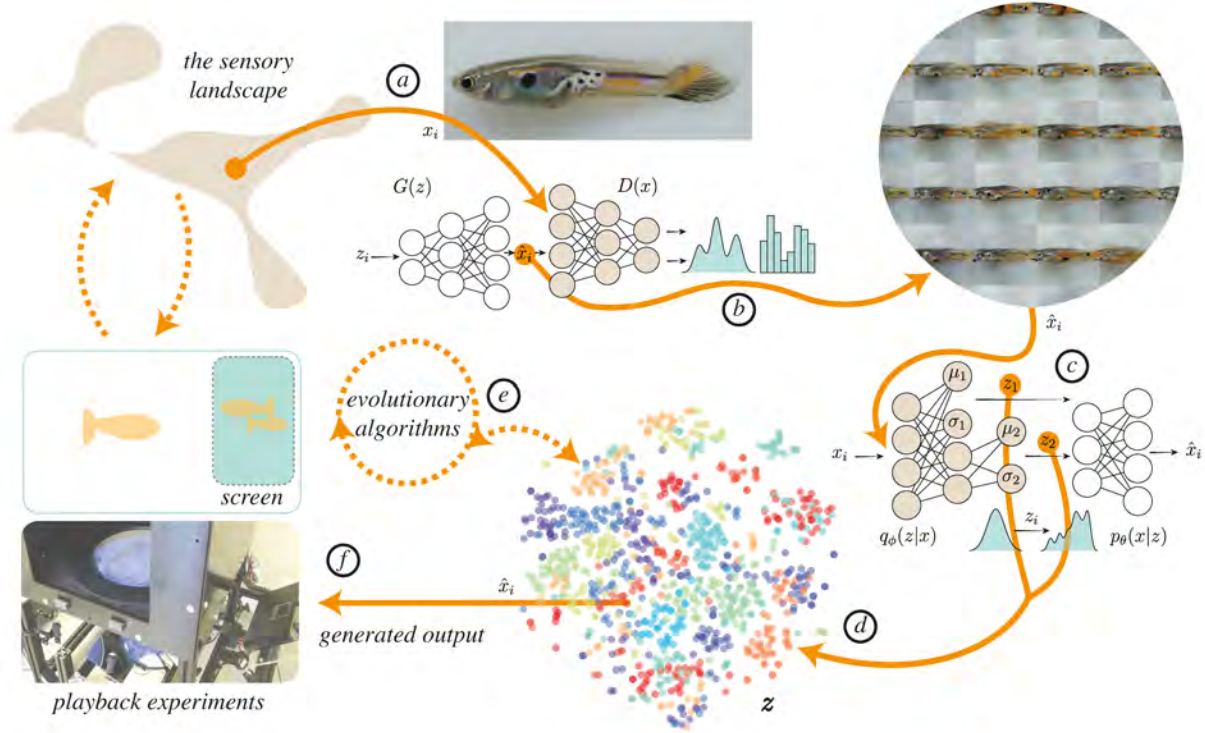 the sensory
landscape
a
x_i
G(z)
D(x)
z_i
x̂_i
b
x̂_i
c
μ_1
z_1
σ_1
μ_2
z_2
x_i
x̂_i
σ_2
z_i
q_ϕ(z|x)
p_θ(x|z)
evolutionary
algorithms
e
screen
f
x̂_i
generated output
d
playback experiments
z